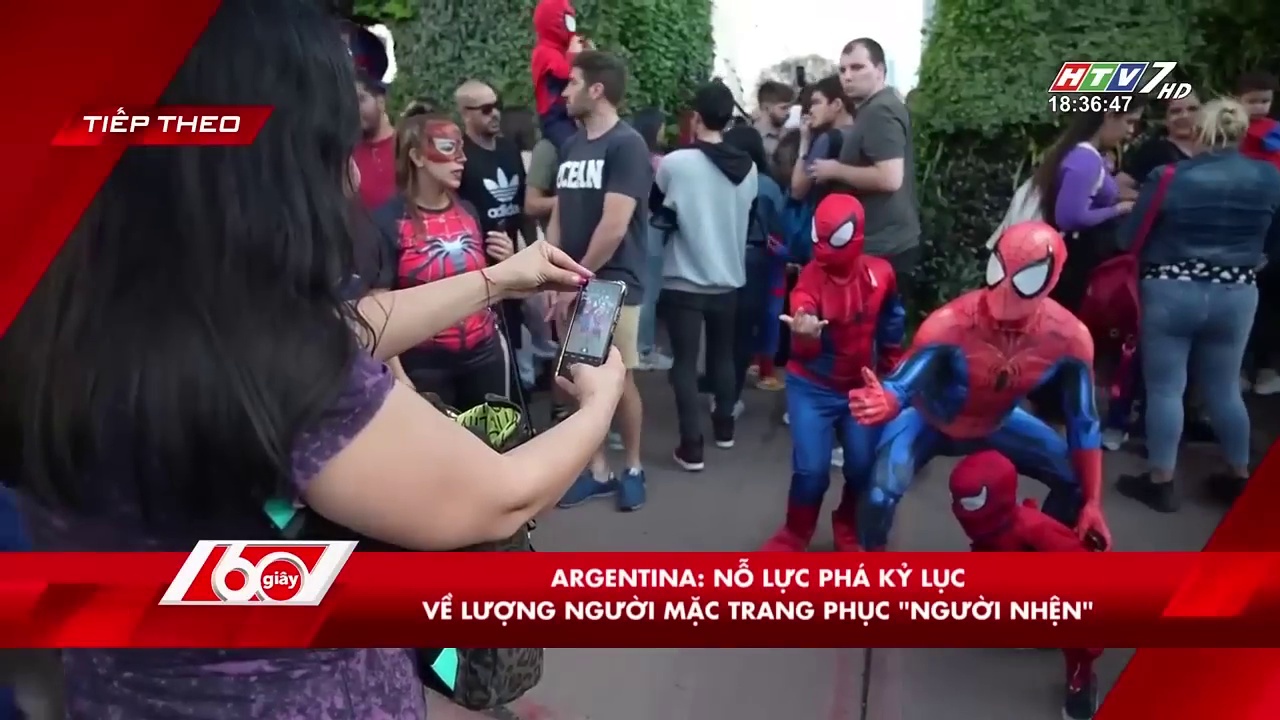 TIẾP THEO
HTV7 HD
18:36:47
OCEAN
adidas
60 giây
ARGENTINA: NỖ LỰC PHÁ KỶ LỤC
VỀ LƯỢNG NGƯỜI MẶC TRANG PHỤC "NGƯỜI NHỆN"